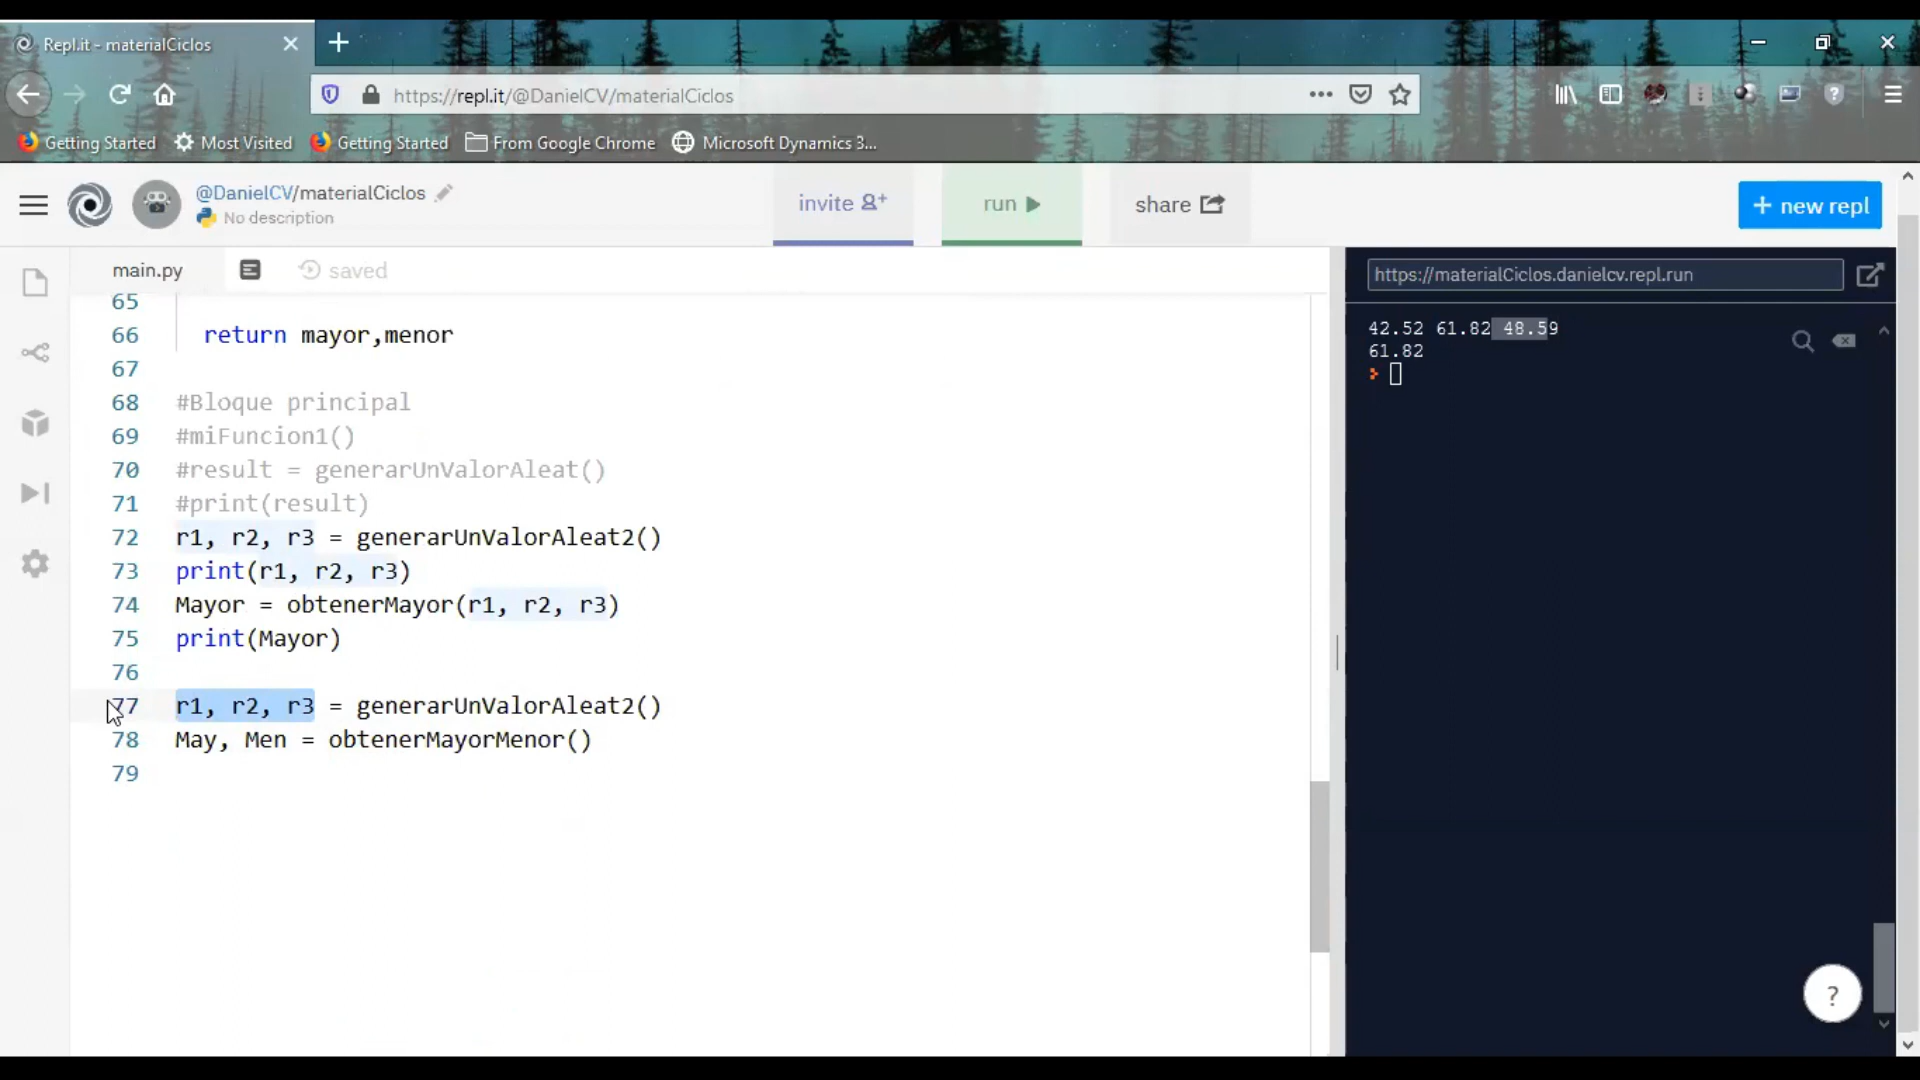 Repl.it - materialCiclos
https://repl.it/@DanielCV/materialCiclos
Getting Started Most Visited Getting Started From Google Chrome Microsoft Dynamics 3...
@DanielCV/materialCiclos
No description
invite
run
share
+ new repl
main.py
saved
https://materialCiclos.danielcv.repl.run
65
66 return mayor,menor
67
68 #Bloque principal
69 #miFuncion1()
70 #result = generarUnValorAleat()
71 #print(result)
72 r1, r2, r3 = generarUnValorAleat2()
73 print(r1, r2, r3)
74 Mayor = obtenerMayor(r1, r2, r3)
75 print(Mayor)
76
77 r1, r2, r3 = generarUnValorAleat2()
78 May, Men = obtenerMayorMenor()
79
42.52 61.82 48.59
61.82
?